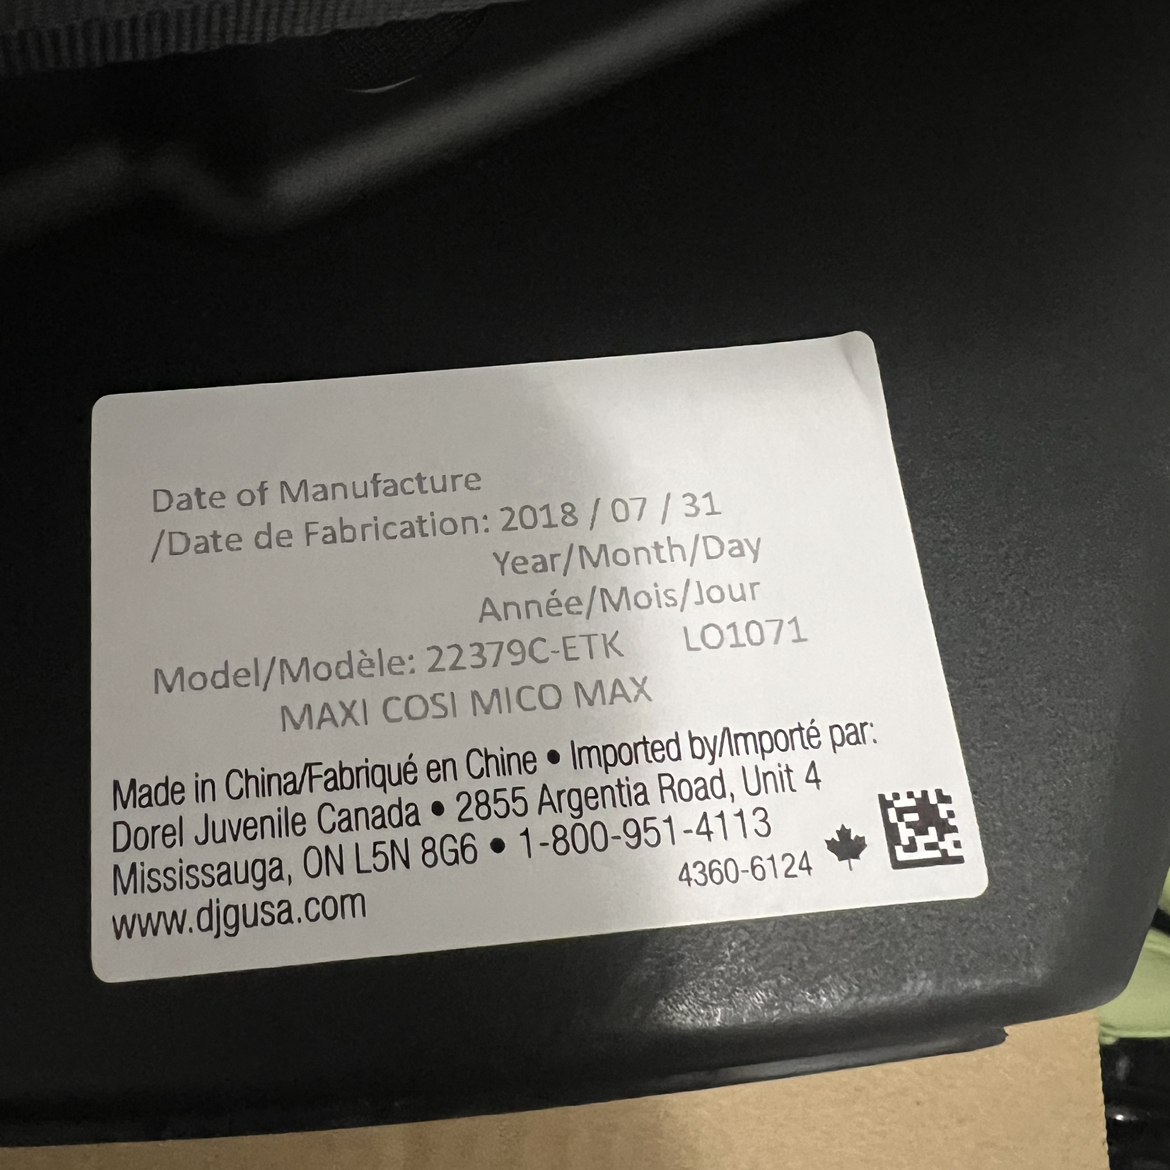 Date of Manufacture
/Date de Fabrication: 2018 / 07 / 31
Year/Month/Day
Année/Mois/Jour
Model/Modèle: 22379C-ETK LO1071
MAXI COSI MICO MAX
Made in China/Fabriqué en Chine • Imported by/Importé par:
Dorel Juvenile Canada • 2855 Argentia Road, Unit 4
Mississauga, ON L5N 8G6 • 1-800-951-4113
4360-6124
www.djgusa.com